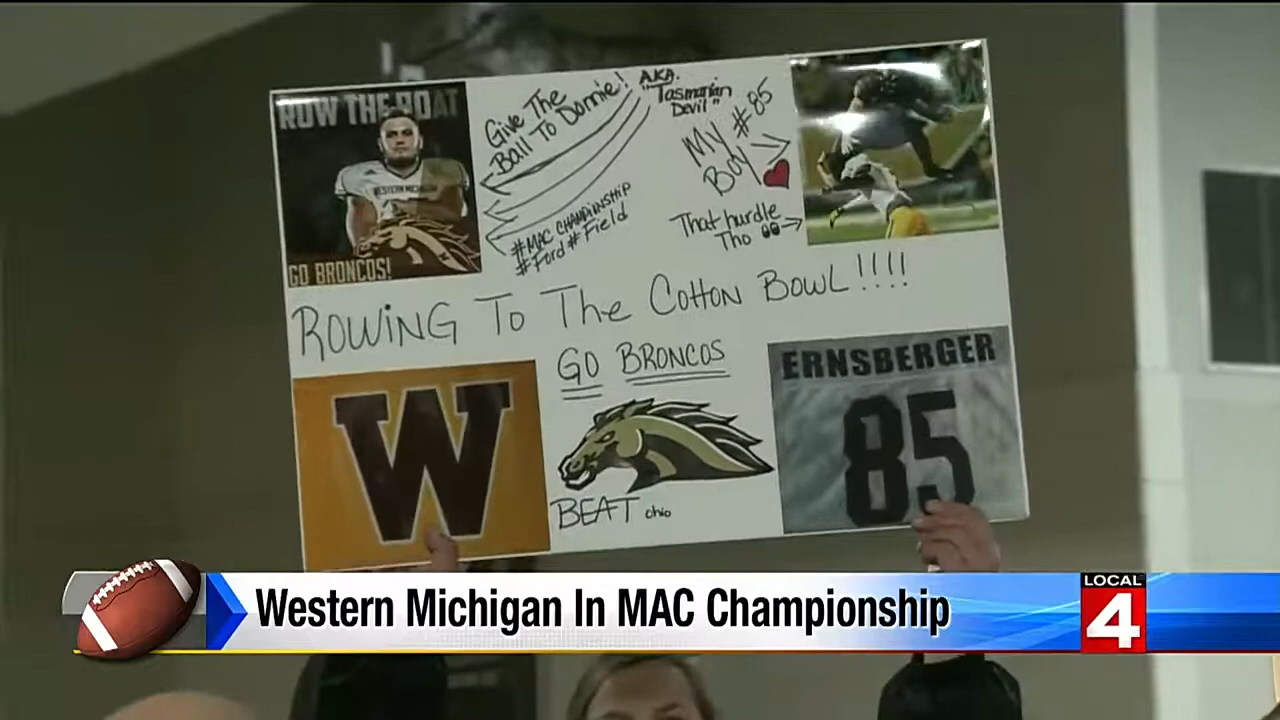 ROW THE BOAT
WESTERN MICHIGAN
GO BRONCOS!
Give The
Ball To Donnie!
A.K.A.
"Tasmanian
Devil"
#MAC CHAMPIONSHIP
#Ford #Field
My #85
Boy
That hurdle
Tho
ROWING TO The COTTON BOWL!!!!
GO BRONCOS
W
BEAT ohio
ERNSBERGER
85
Western Michigan In MAC Championship
LOCAL
4